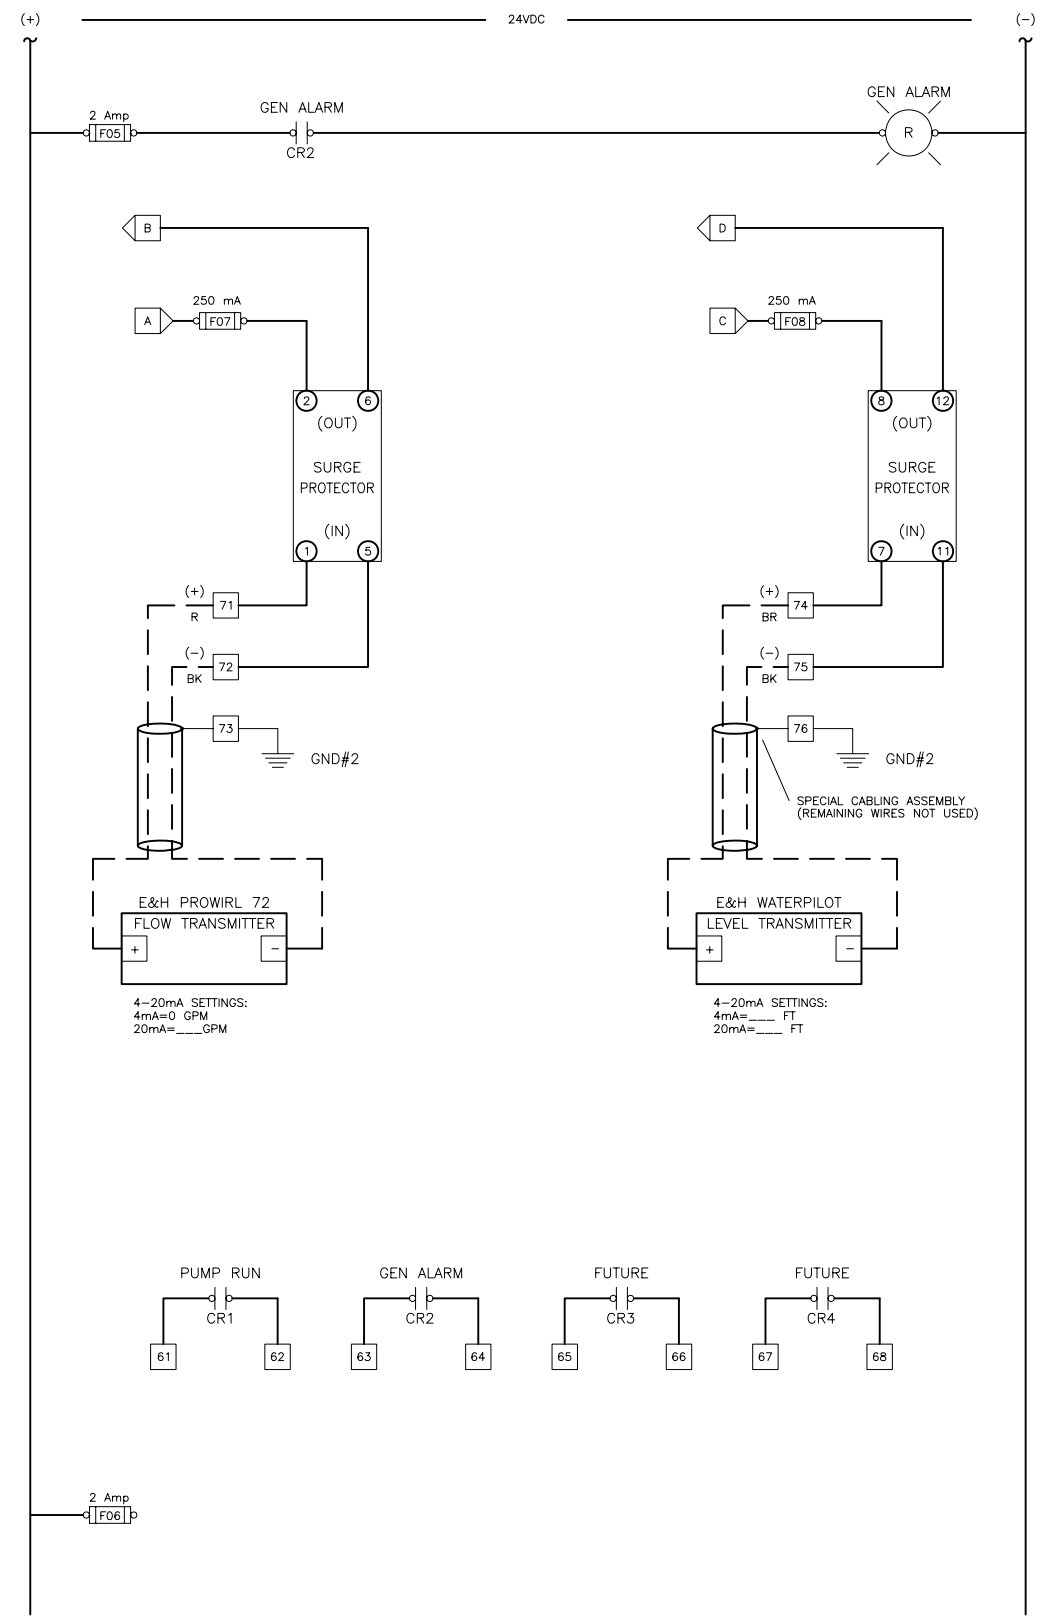 (+) 24VDC (-)
GEN ALARM
2 Amp
GEN ALARM
F05
R
CR2
B
D
250 mA
250 mA
A
F07
C
F08
2 6
8 12
(OUT)
(OUT)
SURGE
PROTECTOR
SURGE
PROTECTOR
(IN)
(IN)
1 5
7 11
(+)
71
R
(+)
74
BR
(-)
72
BK
(-)
75
BK
73
76
GND#2
GND#2
SPECIAL CABLING ASSEMBLY
(REMAINING WIRES NOT USED)
E&H PROWIRL 72
FLOW TRANSMITTER
+ -
4-20mA SETTINGS:
4mA=0 GPM
20mA=___GPM
E&H WATERPILOT
LEVEL TRANSMITTER
+ -
4-20mA SETTINGS:
4mA=___ FT
20mA=___ FT
PUMP RUN
CR1
61 62
GEN ALARM
CR2
63 64
FUTURE
CR3
65 66
FUTURE
CR4
67 68
2 Amp
F06